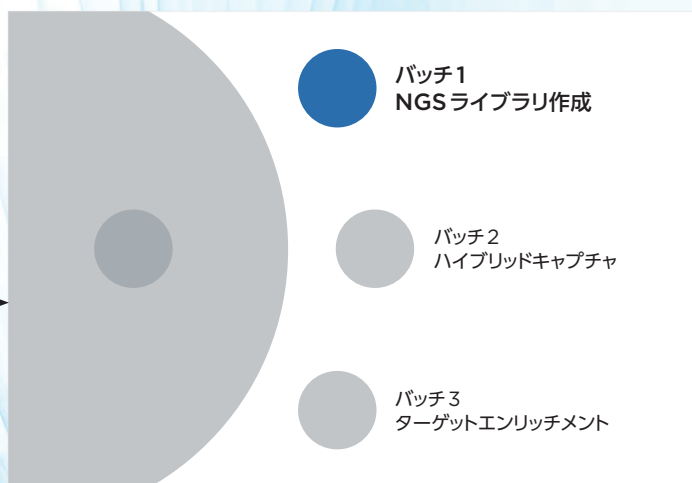 バッチ1
NGSライブラリ作成
バッチ2
ハイブリッドキャプチャ
バッチ3
ターゲットエンリッチメント